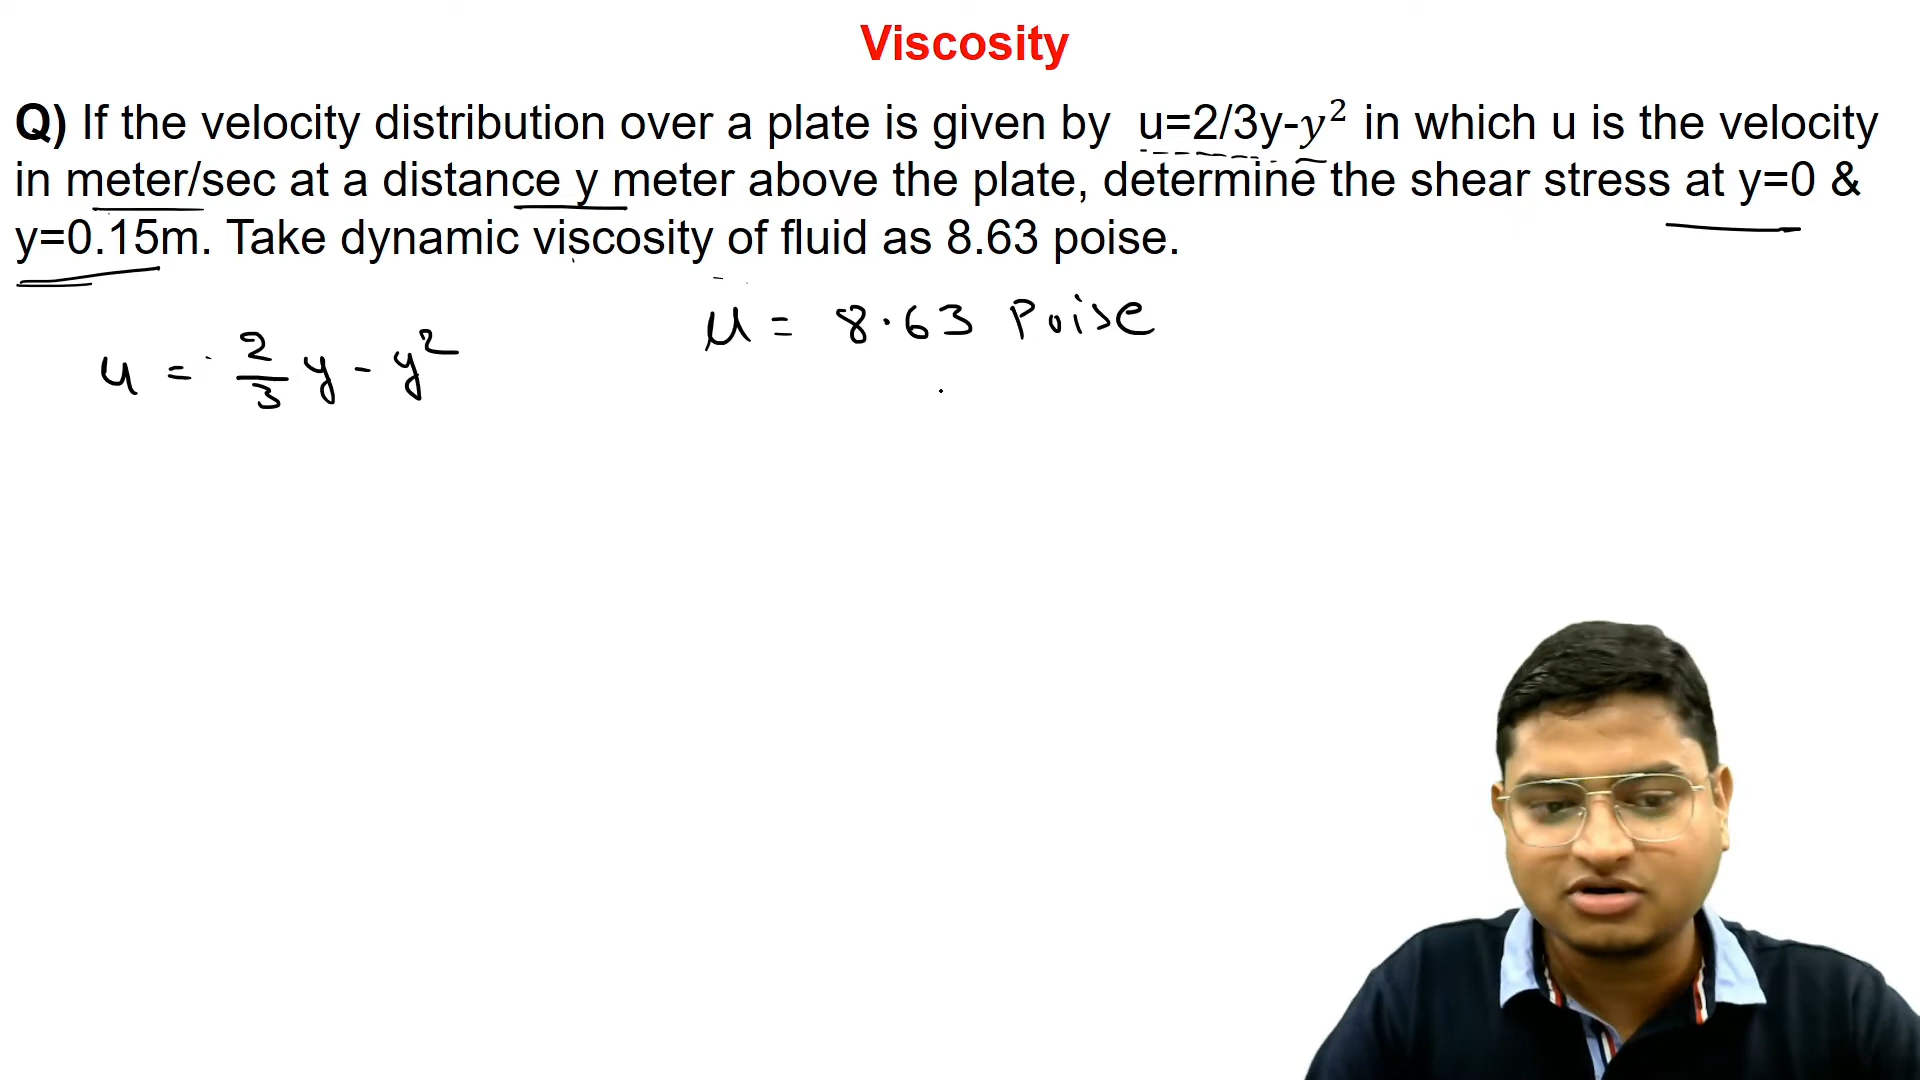 Viscosity
Q) If the velocity distribution over a plate is given by u=2/3y-y² in which u is the velocity
in meter/sec at a distance y meter above the plate, determine the shear stress at y=0 &
y=0.15m. Take dynamic viscosity of fluid as 8.63 poise.
μ = 8.63 Poise
u = 2/3 y - y²